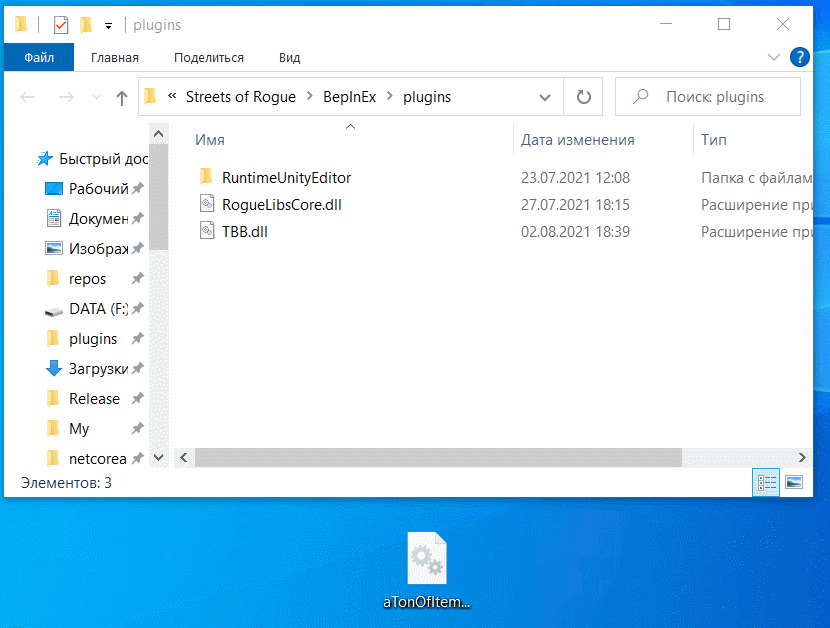 plugins
Файл Главная Поделиться Вид ?
« Streets of Rogue > BepInEx > plugins Поиск: plugins
Имя Дата изменения Тип
Быстрый дос
Рабочий
Докумен
Изображ
repos
DATA (F:)
plugins
Загрузки
Release
My
netcorea
RuntimeUnityEditor 23.07.2021 12:08 Папка с файлам
RogueLibsCore.dll 27.07.2021 18:15 Расширение при
TBB.dll 02.08.2021 18:39 Расширение при
Элементов: 3
aTonOfItem...